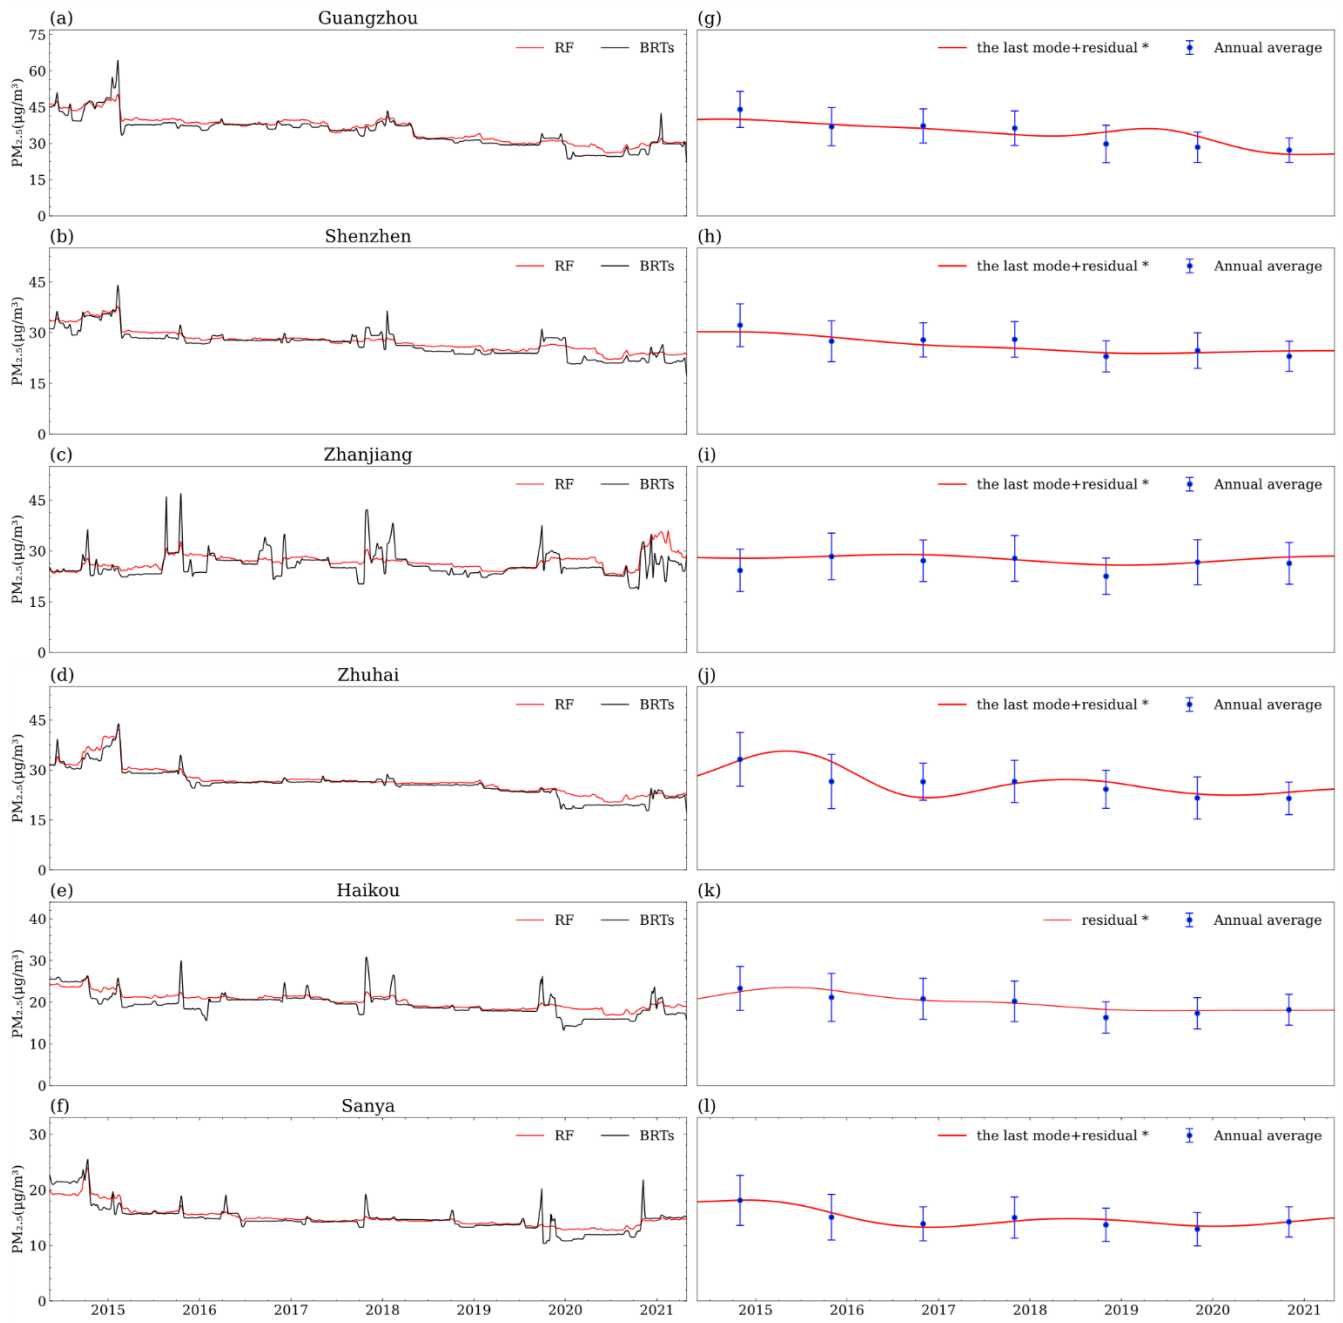 (a) Guangzhou (g)
75
60
45
30
15
0
PM₂.₅(μg/m³)
RF BRTs
the last mode+residual * Annual average
(b) Shenzhen (h)
45
30
15
0
PM₂.₅(μg/m³)
RF BRTs
the last mode+residual * Annual average
(c) Zhanjiang (i)
45
30
15
0
PM₂.₅(μg/m³)
RF BRTs
the last mode+residual * Annual average
(d) Zhuhai (j)
45
30
15
0
PM₂.₅(μg/m³)
RF BRTs
the last mode+residual * Annual average
(e) Haikou (k)
40
30
20
10
0
PM₂.₅(μg/m³)
RF BRTs
residual * Annual average
(f) Sanya (l)
30
20
10
0
PM₂.₅(μg/m³)
RF BRTs
the last mode+residual * Annual average
2015 2016 2017 2018 2019 2020 2021
2015 2016 2017 2018 2019 2020 2021